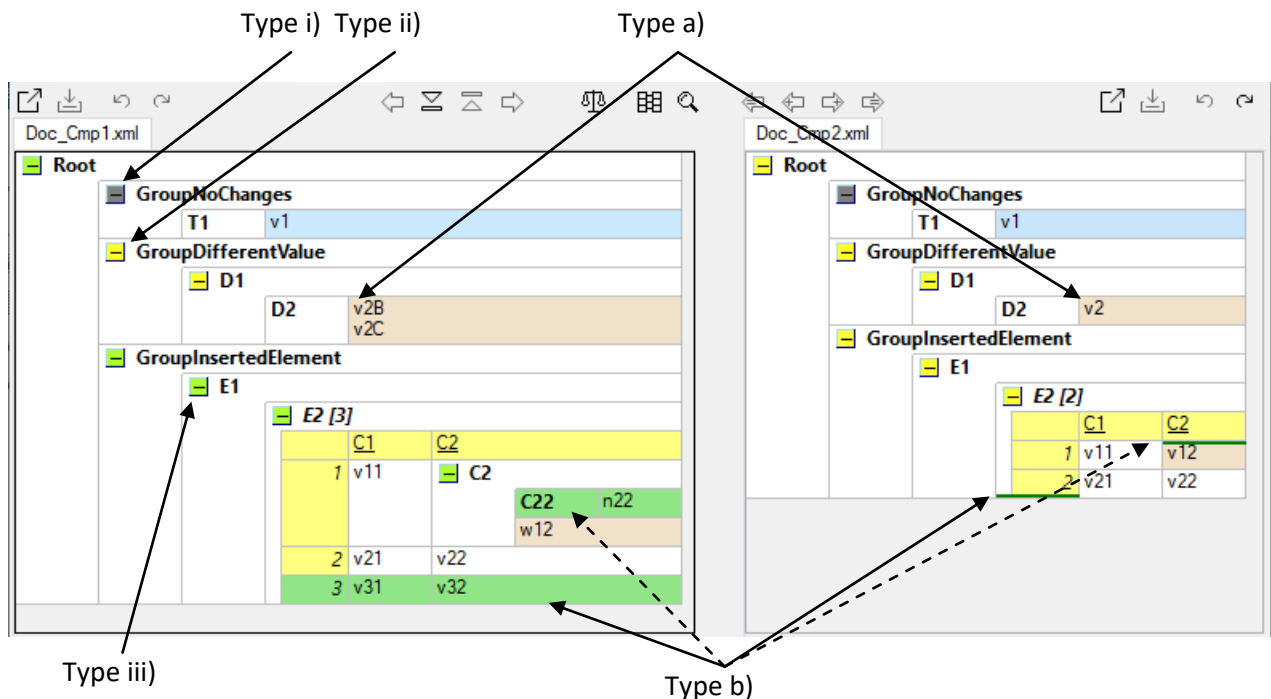 Type i) Type ii) Type a)
Doc_Cmp1.xml
Root
GroupNoChanges
T1 v1
GroupDifferentValue
D1
D2 v2B
v2C
GroupInsertedElement
E1
E2 [3]
C1 C2
1 v11 C2
C22 n22
w12
2 v21 v22
3 v31 v32
Doc_Cmp2.xml
Root
GroupNoChanges
T1 v1
GroupDifferentValue
D1
D2 v2
GroupInsertedElement
E1
E2 [2]
C1 C2
1 v11 v12
2 v21 v22
Type iii) Type b)